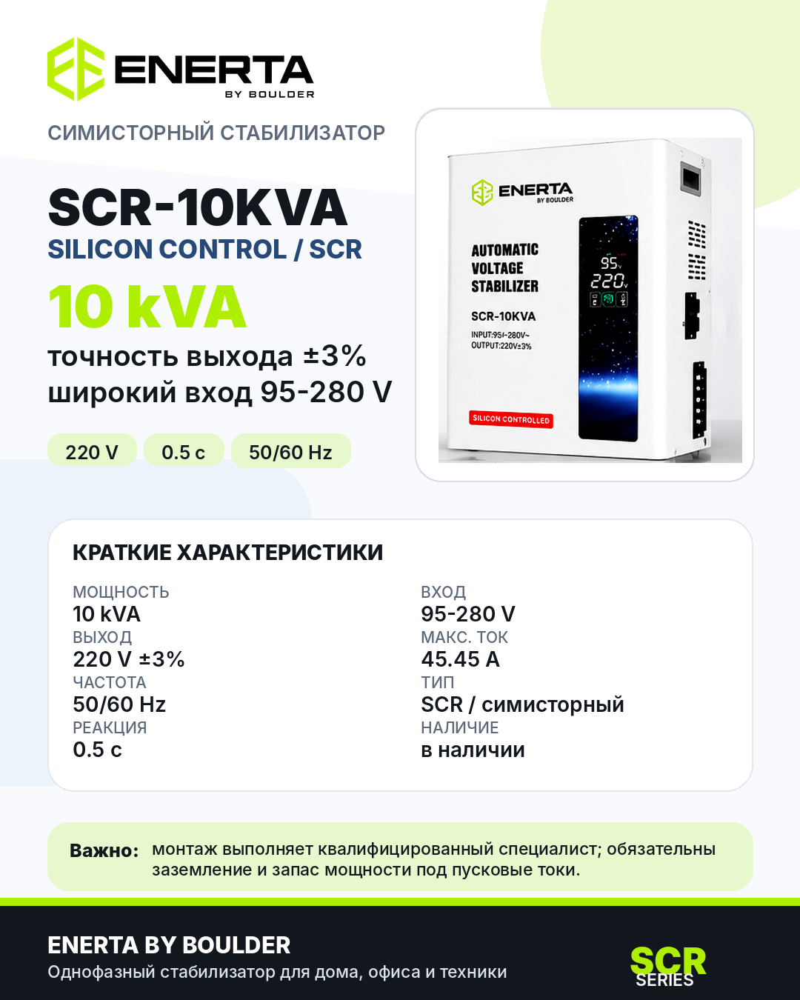 ENERTA
BY BOULDER
СИМИСТОРНЫЙ СТАБИЛИЗАТОР
SCR-10KVA
SILICON CONTROL / SCR
10 kVA
точность выхода ±3%
широкий вход 95-280 V
220 V
0.5 с
50/60 Hz
ENERTA
BY BOULDER
AUTOMATIC
VOLTAGE
STABILIZER
SCR-10KVA
INPUT:95~280V~
OUTPUT:220V±3%
SILICON CONTROLLED
95V
220V
КРАТКИЕ ХАРАКТЕРИСТИКИ
МОЩНОСТЬ
10 kVA
ВЫХОД
220 V ±3%
ЧАСТОТА
50/60 Hz
РЕАКЦИЯ
0.5 с
ВХОД
95-280 V
МАКС. ТОК
45.45 A
ТИП
SCR / симисторный
НАЛИЧИЕ
в наличии
Важно: монтаж выполняет квалифицированный специалист; обязательны
заземление и запас мощности под пусковые токи.
ENERTA BY BOULDER
Однофазный стабилизатор для дома, офиса и техники
SCR
SERIES